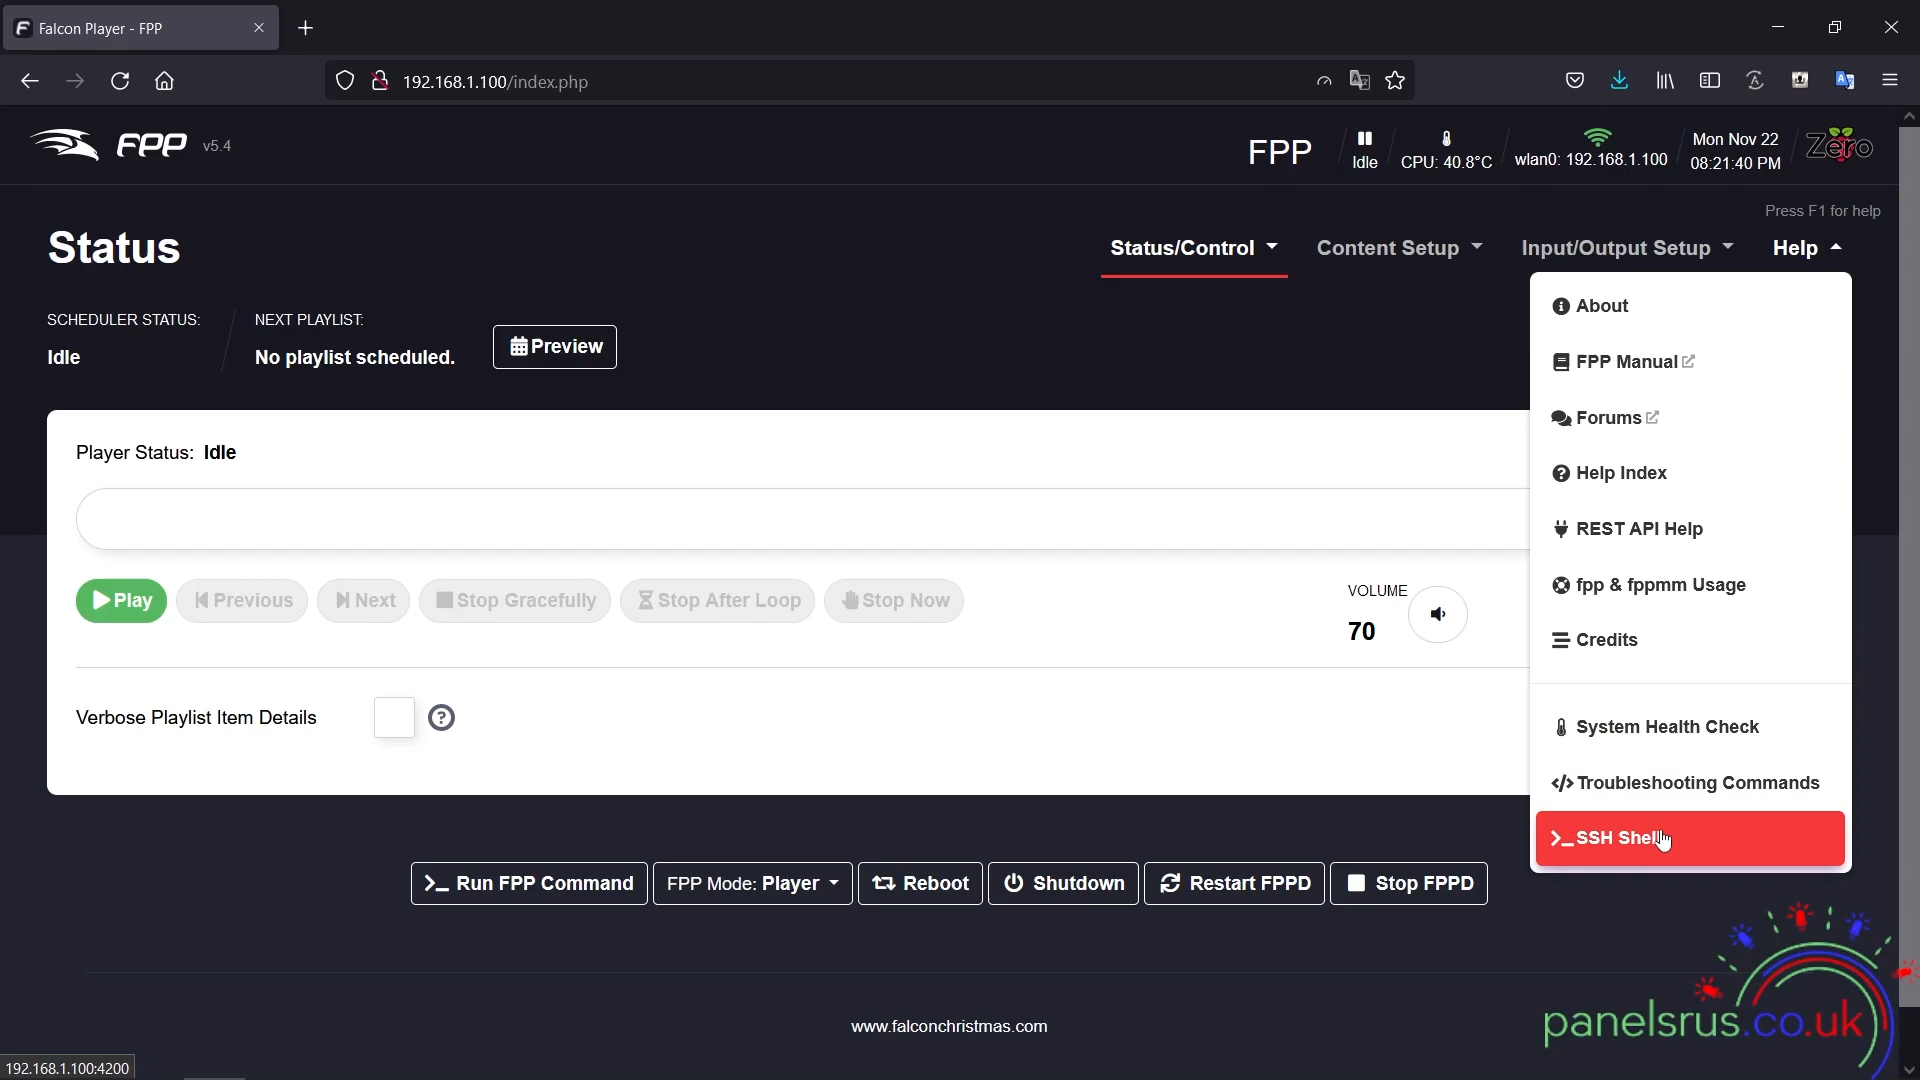 Falcon Player - FPP
192.168.1.100/index.php
FPP v5.4
FPP
Idle
CPU: 40.8°C
wlan0: 192.168.1.100
Mon Nov 22
08:21:40 PM
Zero
Press F1 for help
Status
Status/Control
Content Setup
Input/Output Setup
Help
SCHEDULER STATUS:
Idle
NEXT PLAYLIST:
No playlist scheduled.
Preview
About
FPP Manual
Forums
Help Index
REST API Help
fpp & fppmm Usage
Credits
System Health Check
Troubleshooting Commands
SSH Shell
Player Status: Idle
Play
Previous
Next
Stop Gracefully
Stop After Loop
Stop Now
VOLUME
70
Verbose Playlist Item Details
Run FPP Command
FPP Mode: Player
Reboot
Shutdown
Restart FPPD
Stop FPPD
www.falconchristmas.com
panelsrus.co.uk
192.168.1.100:4200